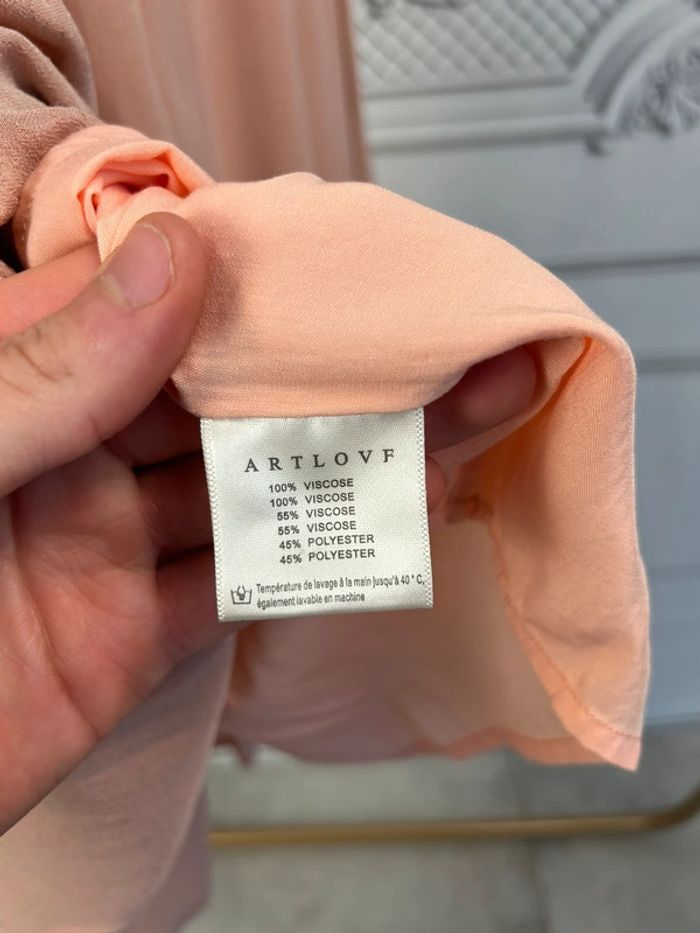 ARTLOVF
100% VISCOSE
100% VISCOSE
55% VISCOSE
55% VISCOSE
45% POLYESTER
45% POLYESTER
Température de lavage à la main jusqu'à 40 ° C,
également lavable en machine